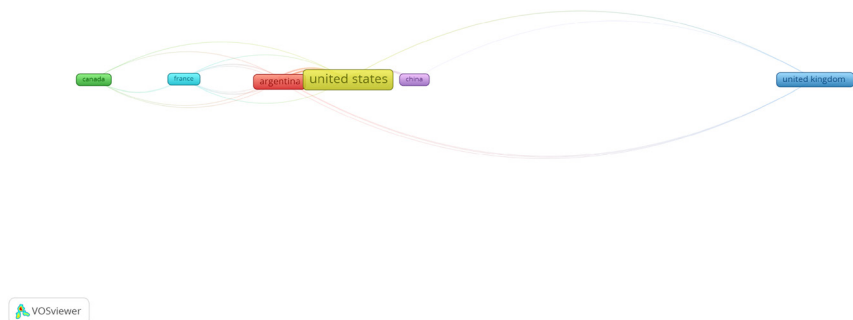 canada
france
argentina
united states
china
united kingdom
VOSviewer